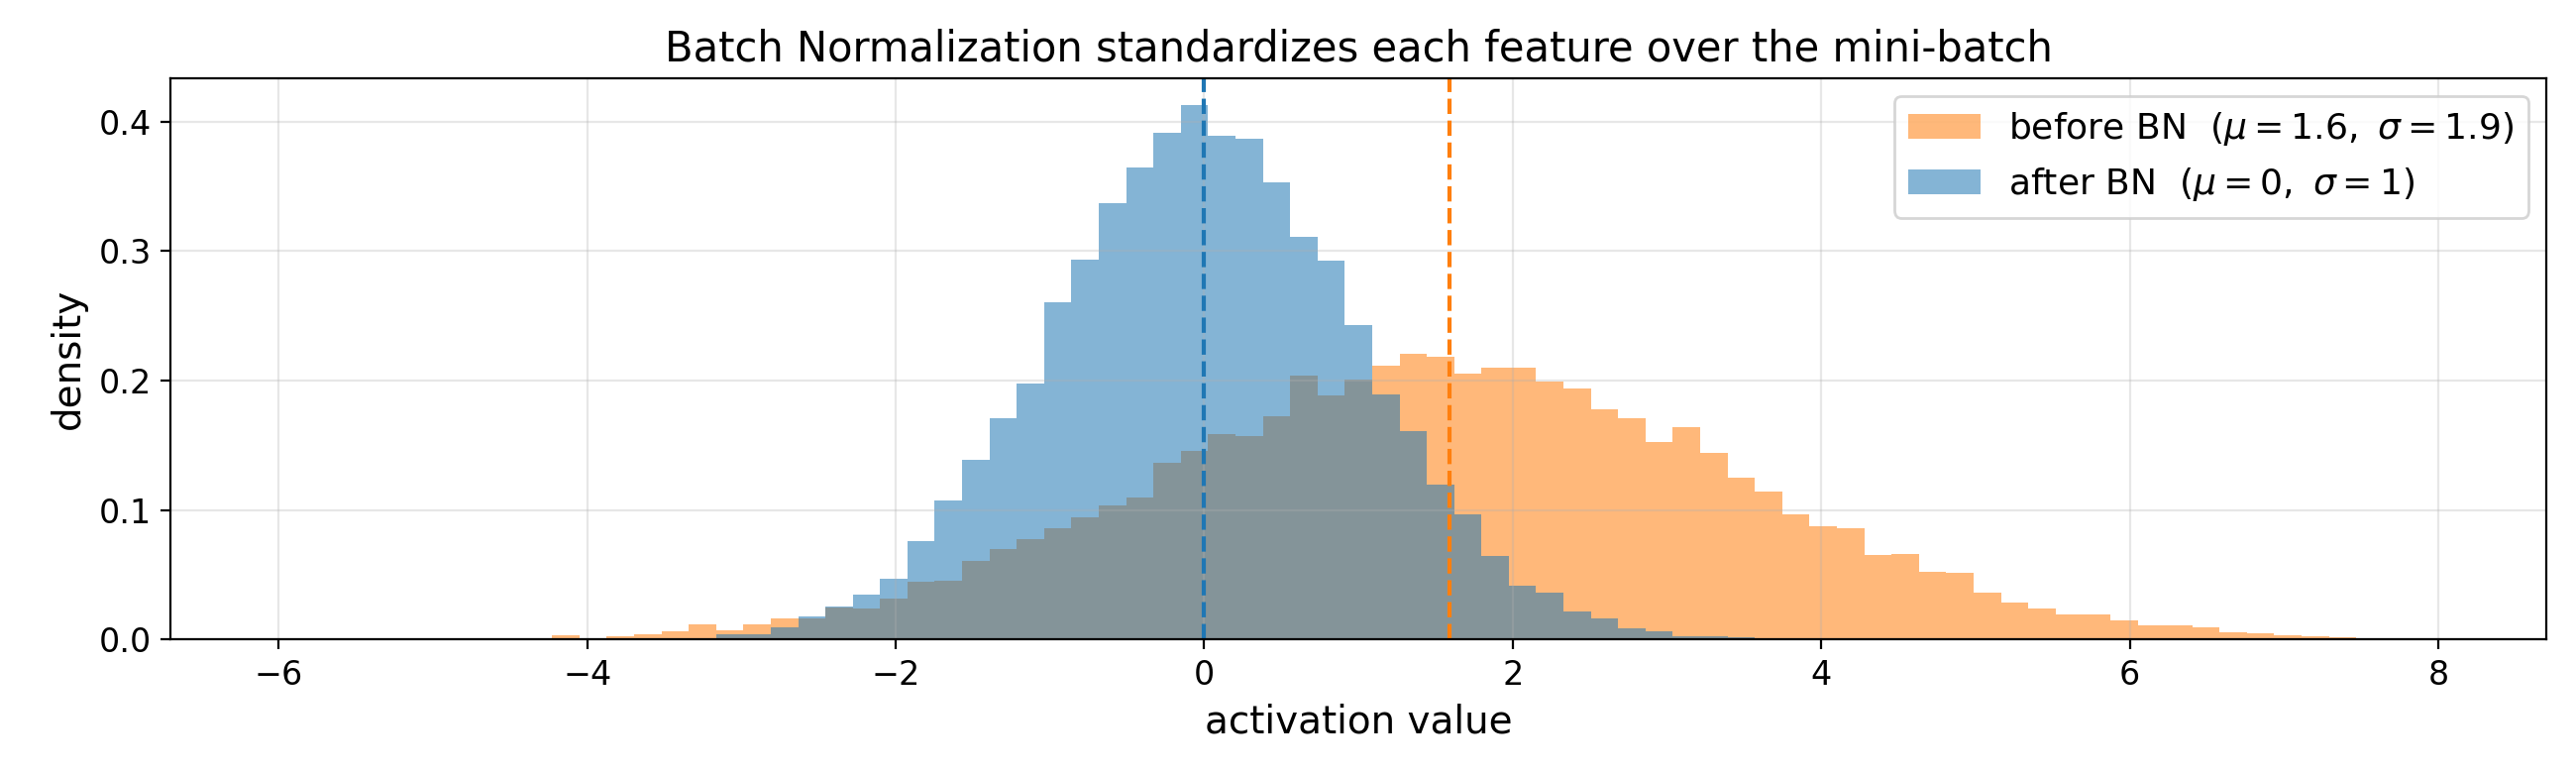 Batch Normalization standardizes each feature over the mini-batch
before BN (μ = 1.6, σ = 1.9)
after BN (μ = 0, σ = 1)
density
0.4
0.3
0.2
0.1
0.0
−6 −4 −2 0 2 4 6 8
activation value